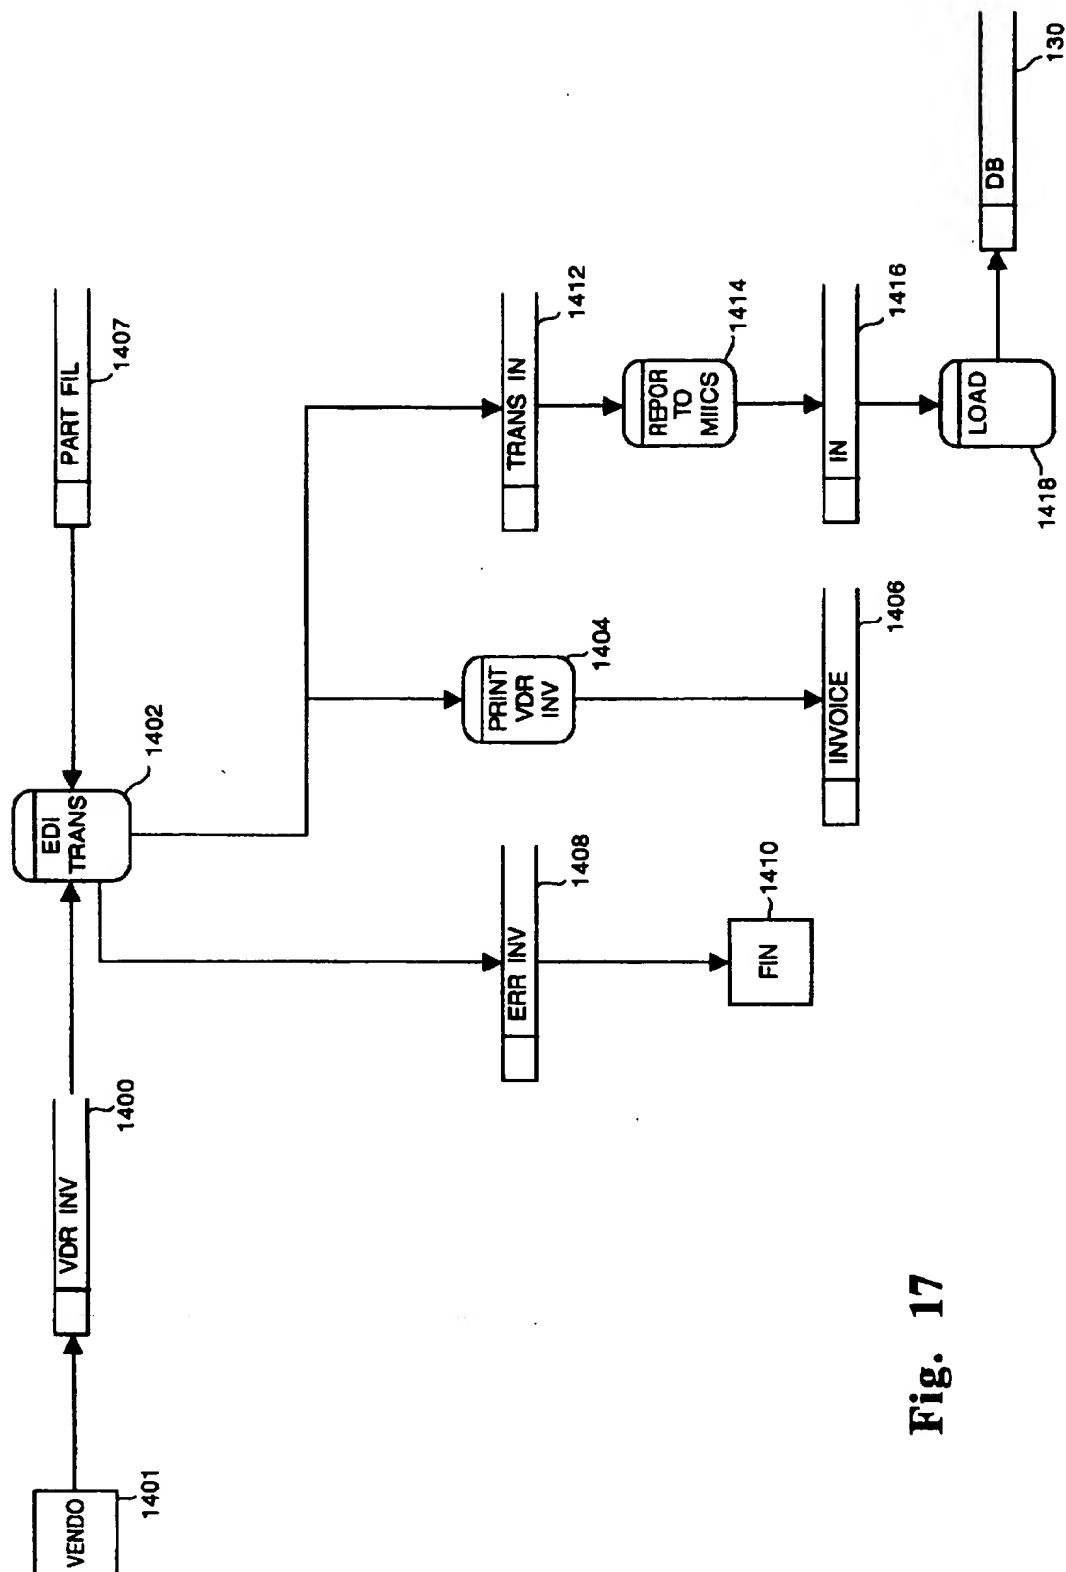 VENDO
1401
VDR INV
1400
EDI
TRANS
1402
PART FIL
1407
ERR INV
1408
FIN
1410
PRINT
VDR
INV
1404
INVOICE
1406
TRANS IN
1412
REPOR
TO
MIICS
1414
IN
1416
LOAD
1418
DB
130
Fig. 17